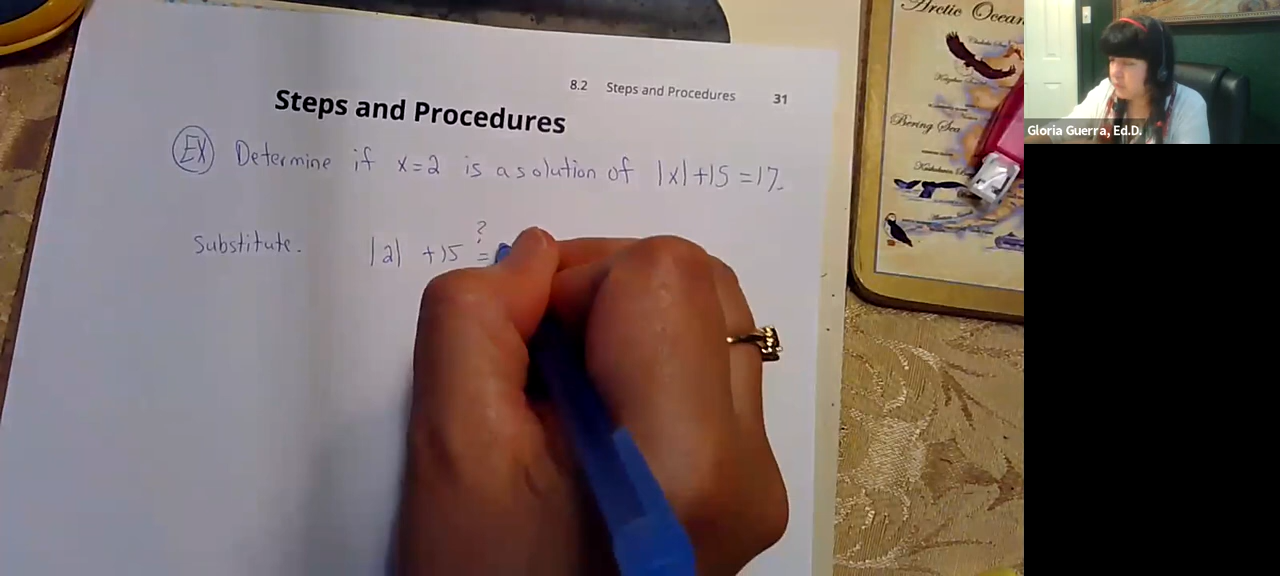 8.2 Steps and Procedures 31
Steps and Procedures
EX Determine if x=2 is a solution of |x|+15=17.
Substitute. |2| +15 ?=
Arctic Ocean
Bering Sea
Gloria Guerra, Ed.D.